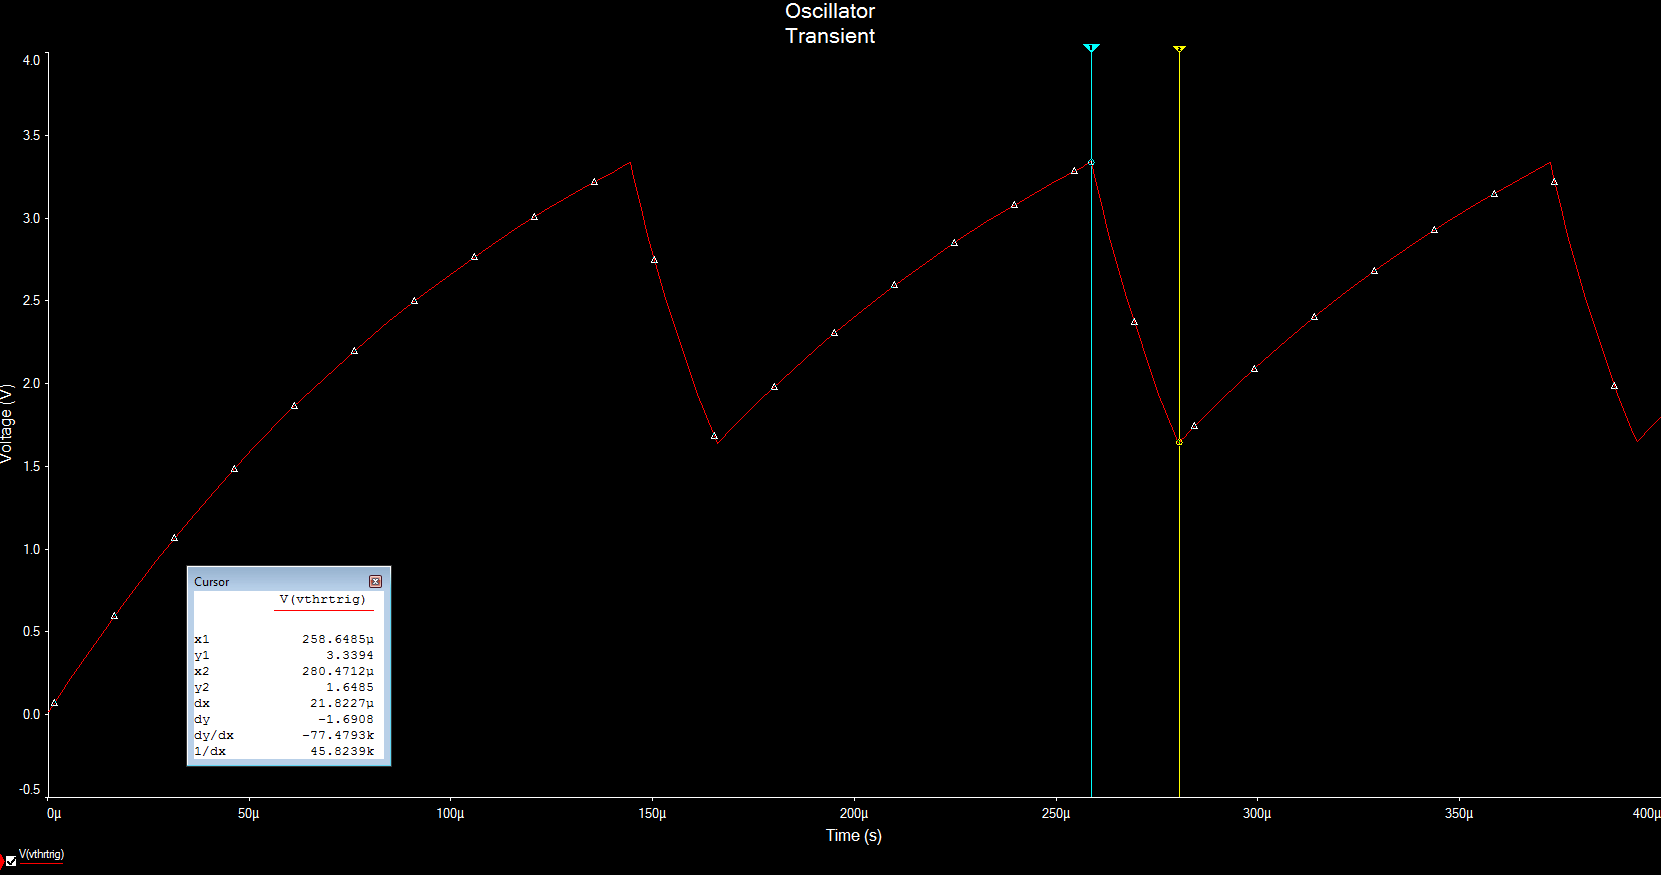 Oscillator
Transient
4.0
3.5
3.0
2.5
2.0
1.5
1.0
0.5
0.0
-0.5
Voltage (V)
Cursor
V(vthrtrig)
x1 258.6485µ
y1 3.3394
x2 280.4712µ
y2 1.6485
dx 21.8227µ
dy -1.6908
dy/dx -77.4793k
1/dx 45.8239k
0µ 50µ 100µ 150µ 200µ 250µ 300µ 350µ 400µ
Time (s)
V(vthrtrig)